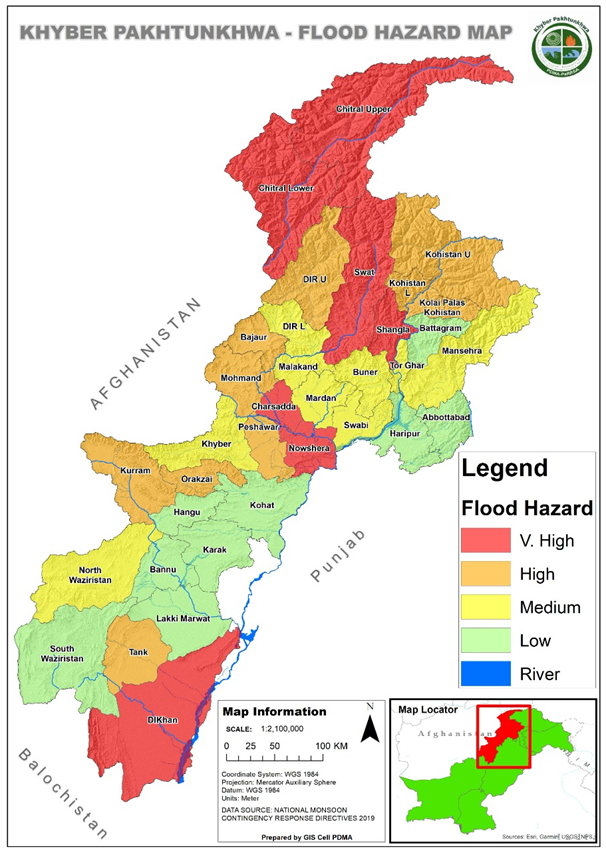 KHYBER PAKHTUNKHWA - FLOOD HAZARD MAP
Khyber Pakhtunkhwa
Chitral Upper
Chitral Lower
Kohistan U
DIR U
Swat
Kohistan
L
Kolai Palas
Kohistan
DIR L
Shangla
Battagram
Bajaur
Mansehra
Malakand
Buner
Tor Ghar
Mohmand
Mardan
Charsadda
Abbottabad
Peshawar
Swabi
Haripur
Khyber
Nowshera
Kurram
Orakzai
Hangu
Kohat
Karak
Bannu
North
Waziristan
Lakki Marwat
South
Waziristan
Tank
DIKhan
AFGHANISTAN
Punjab
Balochistan
Legend
Flood Hazard
V. High
High
Medium
Low
River
Map Information
N
SCALE: 1:2,100,000
0 25 50 100 KM
Coordinate System: WGS 1984
Projection: Mercator Auxiliary Sphere
Datum: WGS 1984
Units: Meter
DATA SOURCE: NATIONAL MONSOON
CONTINGENCY RESPONSE DIRECTIVES 2019
Prepared by GIS Cell PDMA
Map Locator
Afghanistan
Sources: Esri, Garmin, USGS, NPS